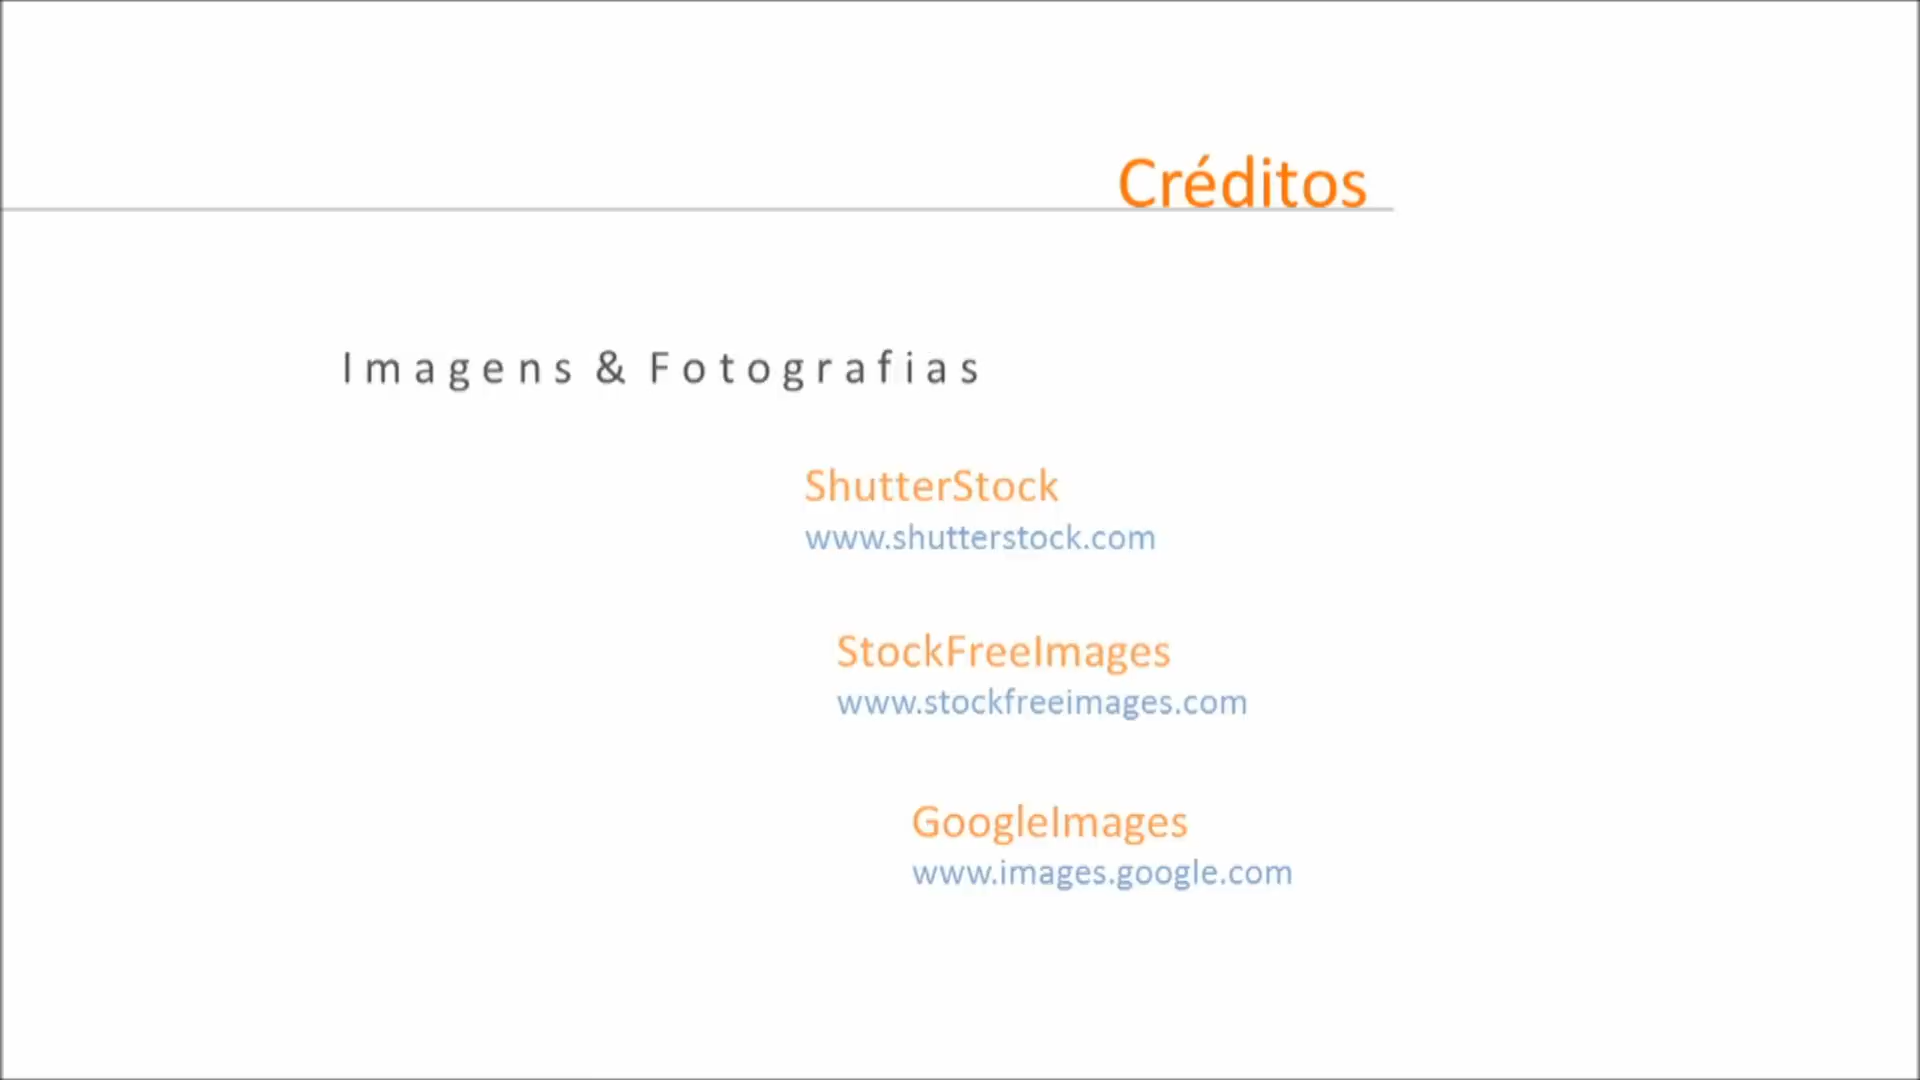 Créditos
Imagens & Fotografias
ShutterStock
www.shutterstock.com
StockFreeImages
www.stockfreeimages.com
GoogleImages
www.images.google.com